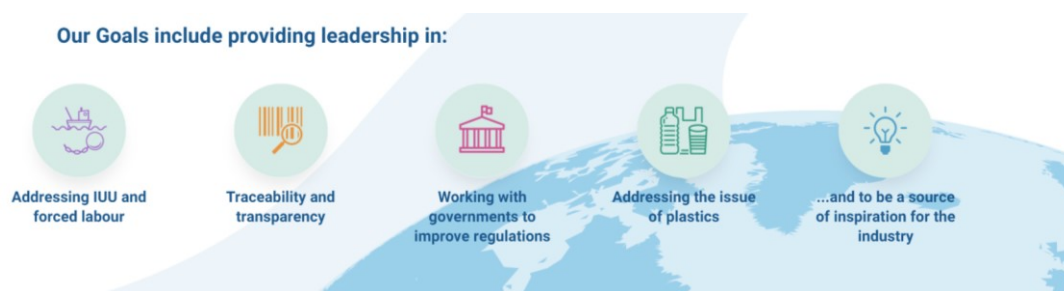 Our Goals include providing leadership in:
Addressing IUU and
forced labour
Traceability and
transparency
Working with
governments to
improve regulations
Addressing the issue
of plastics
...and to be a source
of inspiration for the
industry